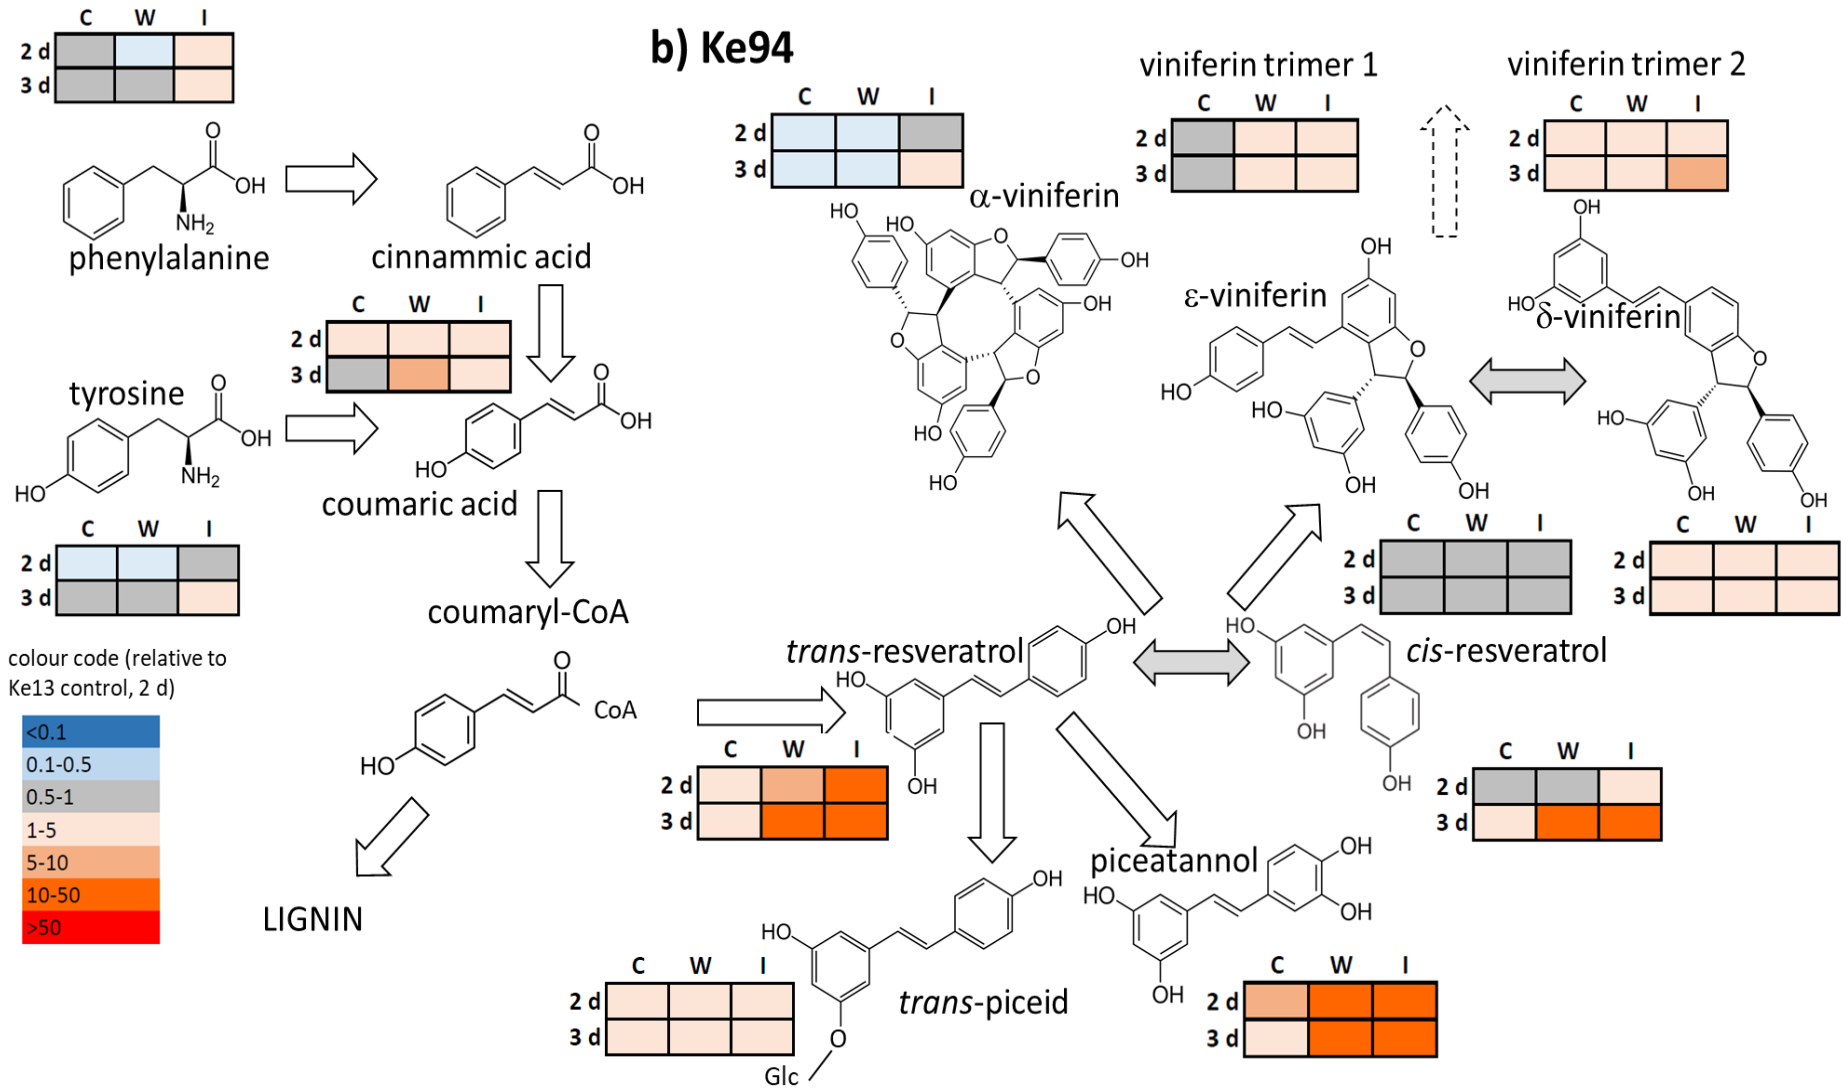 b) Ke94
C W I
2 d
3 d
O
OH
NH2
phenylalanine
O
OH
cinnammic acid
C W I
2 d
3 d
α-viniferin
HO
HO
O
OH
OH
O
O
HO
HO
viniferin trimer 1
C W I
2 d
3 d
viniferin trimer 2
C W I
2 d
3 d
ε-viniferin
OH
O
HO
HO
OH
OH
OH
HO
δ-viniferin
O
HO
OH
OH
C W I
2 d
3 d
C W I
2 d
3 d
C W I
2 d
3 d
tyrosine
O
OH
NH2
HO
O
OH
HO
coumaric acid
C W I
2 d
3 d
coumaryl-CoA
O
CoA
HO
LIGNIN
colour code (relative to
Ke13 control, 2 d)
<0.1
0.1-0.5
0.5-1
1-5
5-10
10-50
>50
trans-resveratrol
OH
HO
OH
C W I
2 d
3 d
cis-resveratrol
HO
OH
OH
C W I
2 d
3 d
OH
HO
O
Glc
trans-piceid
C W I
2 d
3 d
piceatannol
OH
HO
OH
OH
C W I
2 d
3 d